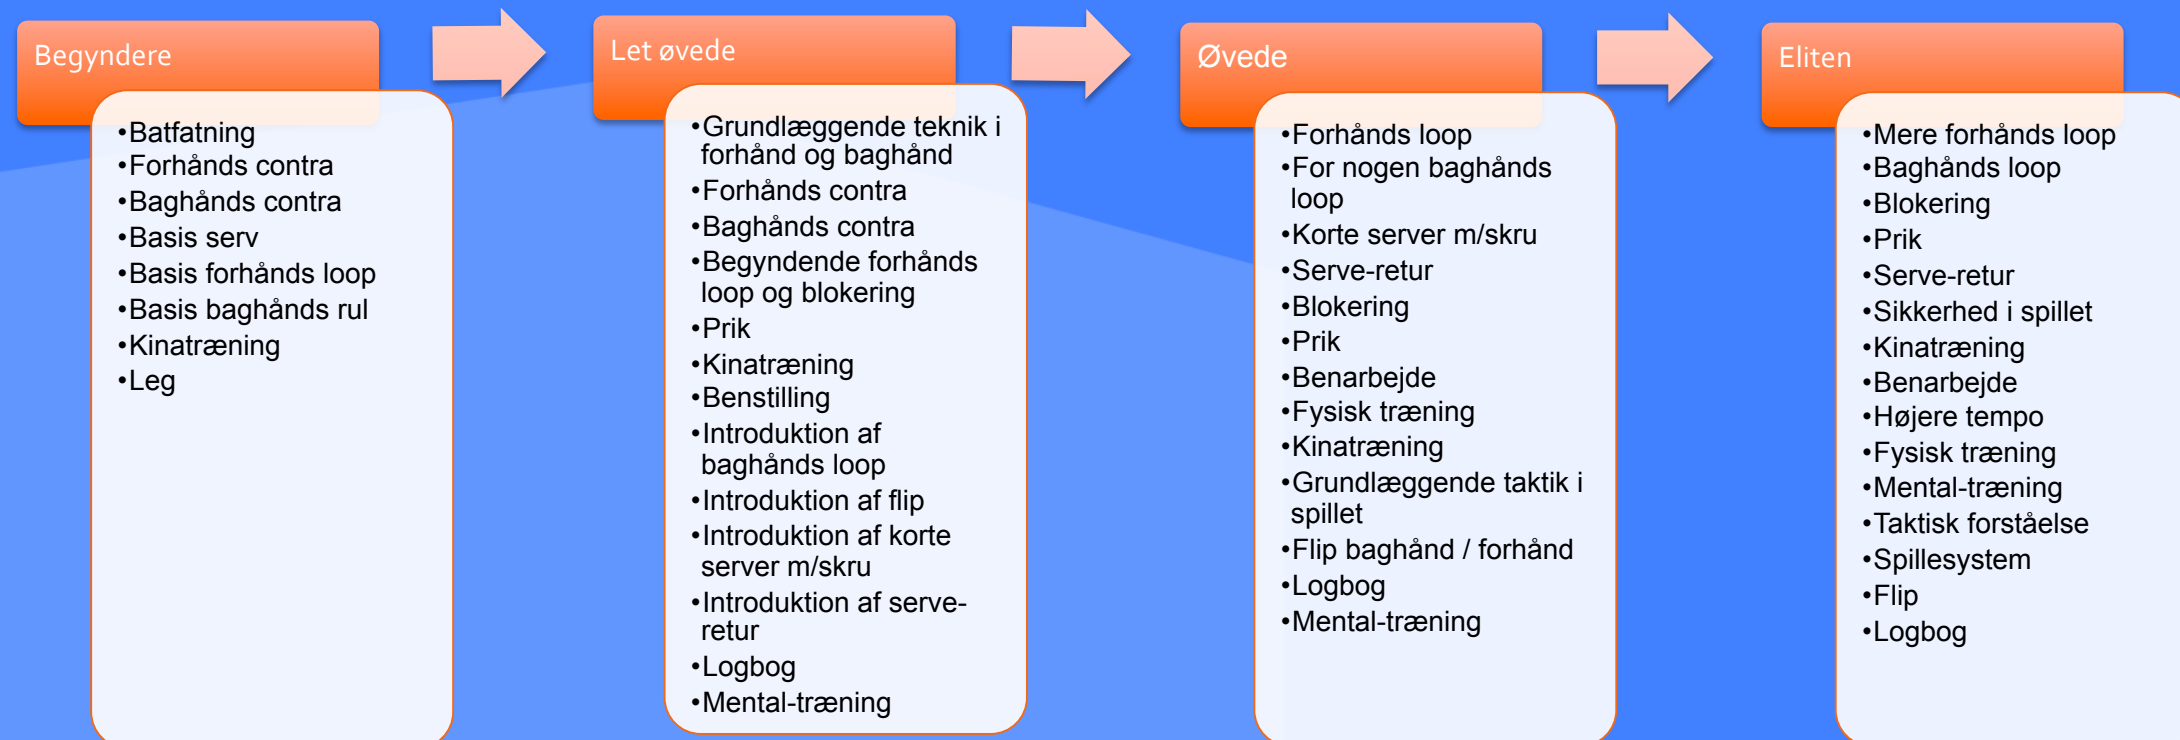 Begyndere
•Batfatning
•Forhånds contra
•Baghånds contra
•Basis serv
•Basis forhånds loop
•Basis baghånds rul
•Kinatræning
•Leg
Let øvede
•Grundlæggende teknik i
forhånd og baghånd
•Forhånds contra
•Baghånds contra
•Begyndende forhånds
loop og blokering
•Prik
•Kinatræning
•Benstilling
•Introduktion af
baghånds loop
•Introduktion af flip
•Introduktion af korte
server m/skru
•Introduktion af serve-
retur
•Logbog
•Mental-træning
Øvede
•Forhånds loop
•For nogen baghånds
loop
•Korte server m/skru
•Serve-retur
•Blokering
•Prik
•Benarbejde
•Fysisk træning
•Kinatræning
•Grundlæggende taktik i
spillet
•Flip baghånd / forhånd
•Logbog
•Mental-træning
Eliten
•Mere forhånds loop
•Baghånds loop
•Blokering
•Prik
•Serve-retur
•Sikkerhed i spillet
•Kinatræning
•Benarbejde
•Højere tempo
•Fysisk træning
•Mental-træning
•Taktisk forståelse
•Spillesystem
•Flip
•Logbog